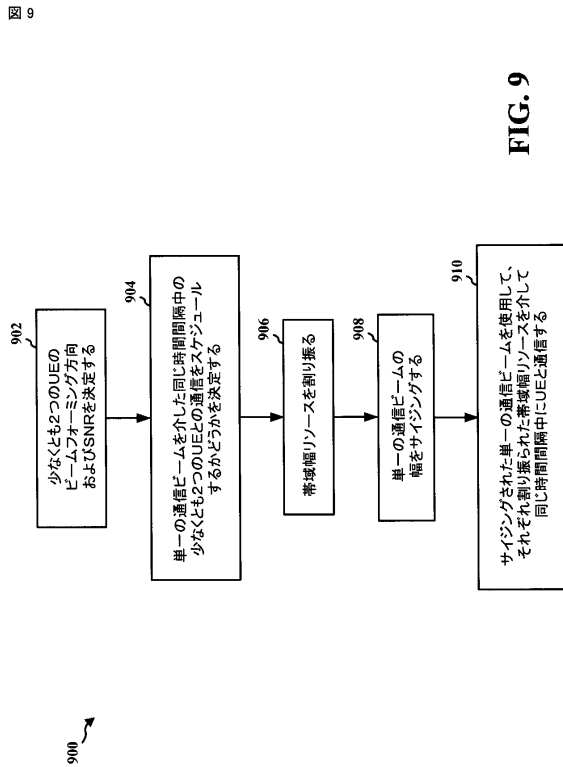 図 9
900
902
少なくとも2つのUEの
ビームフォーミング方向
およびSNRを決定する
904
単一の通信ビームを介した同じ時間間隔中の
少なくとも2つのUEとの通信をスケジュール
するかどうかを決定する
906
帯域幅リソースを割り振る
908
単一の通信ビームの
幅をサイジングする
910
サイジングされた単一の通信ビームを使用して、
それぞれ割り振られた帯域幅リソースを介して
同じ時間間隔中にUEと通信する
FIG. 9